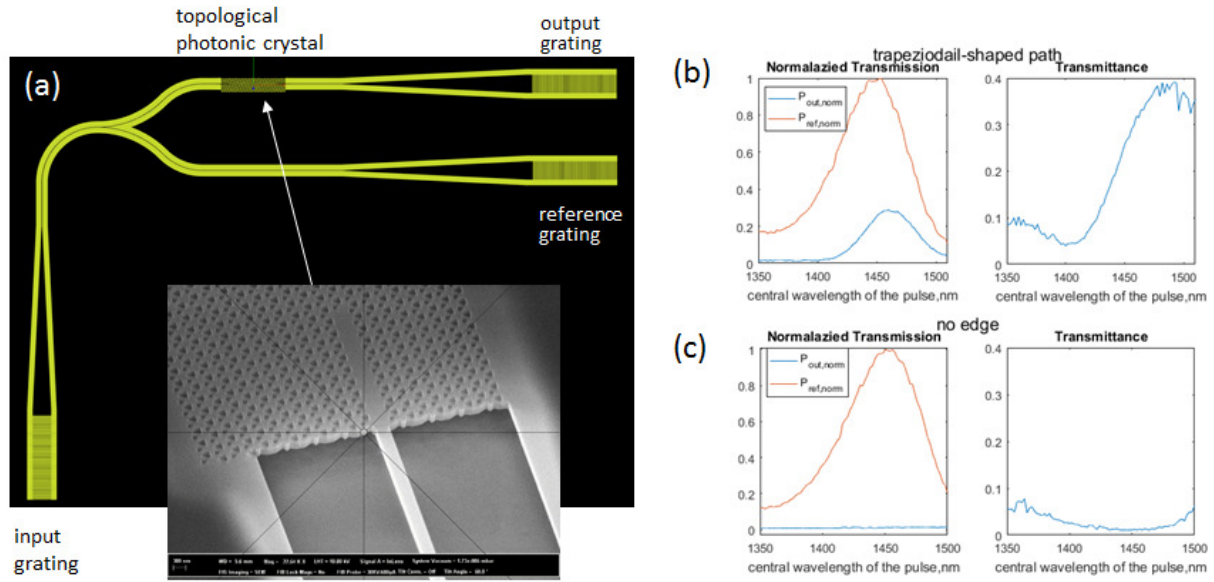 topological
photonic crystal
output
grating
(a)
reference
grating
input
grating
(b)
trapeziodail-shaped path
Normalazied Transmission
P out,norm
P ref,norm
1
0.8
0.6
0.4
0.2
0
1350 1400 1450 1500
central wavelength of the pulse,nm
Transmittance
0.4
0.3
0.2
0.1
0
1350 1400 1450 1500
central wavelength of the pulse,nm
(c)
no edge
Normalazied Transmission
P out,norm
P ref,norm
1
0.8
0.6
0.4
0.2
0
1350 1400 1450 1500
central wavelength of the pulse,nm
Transmittance
0.4
0.3
0.2
0.1
0
1350 1400 1450 1500
central wavelength of the pulse,nm